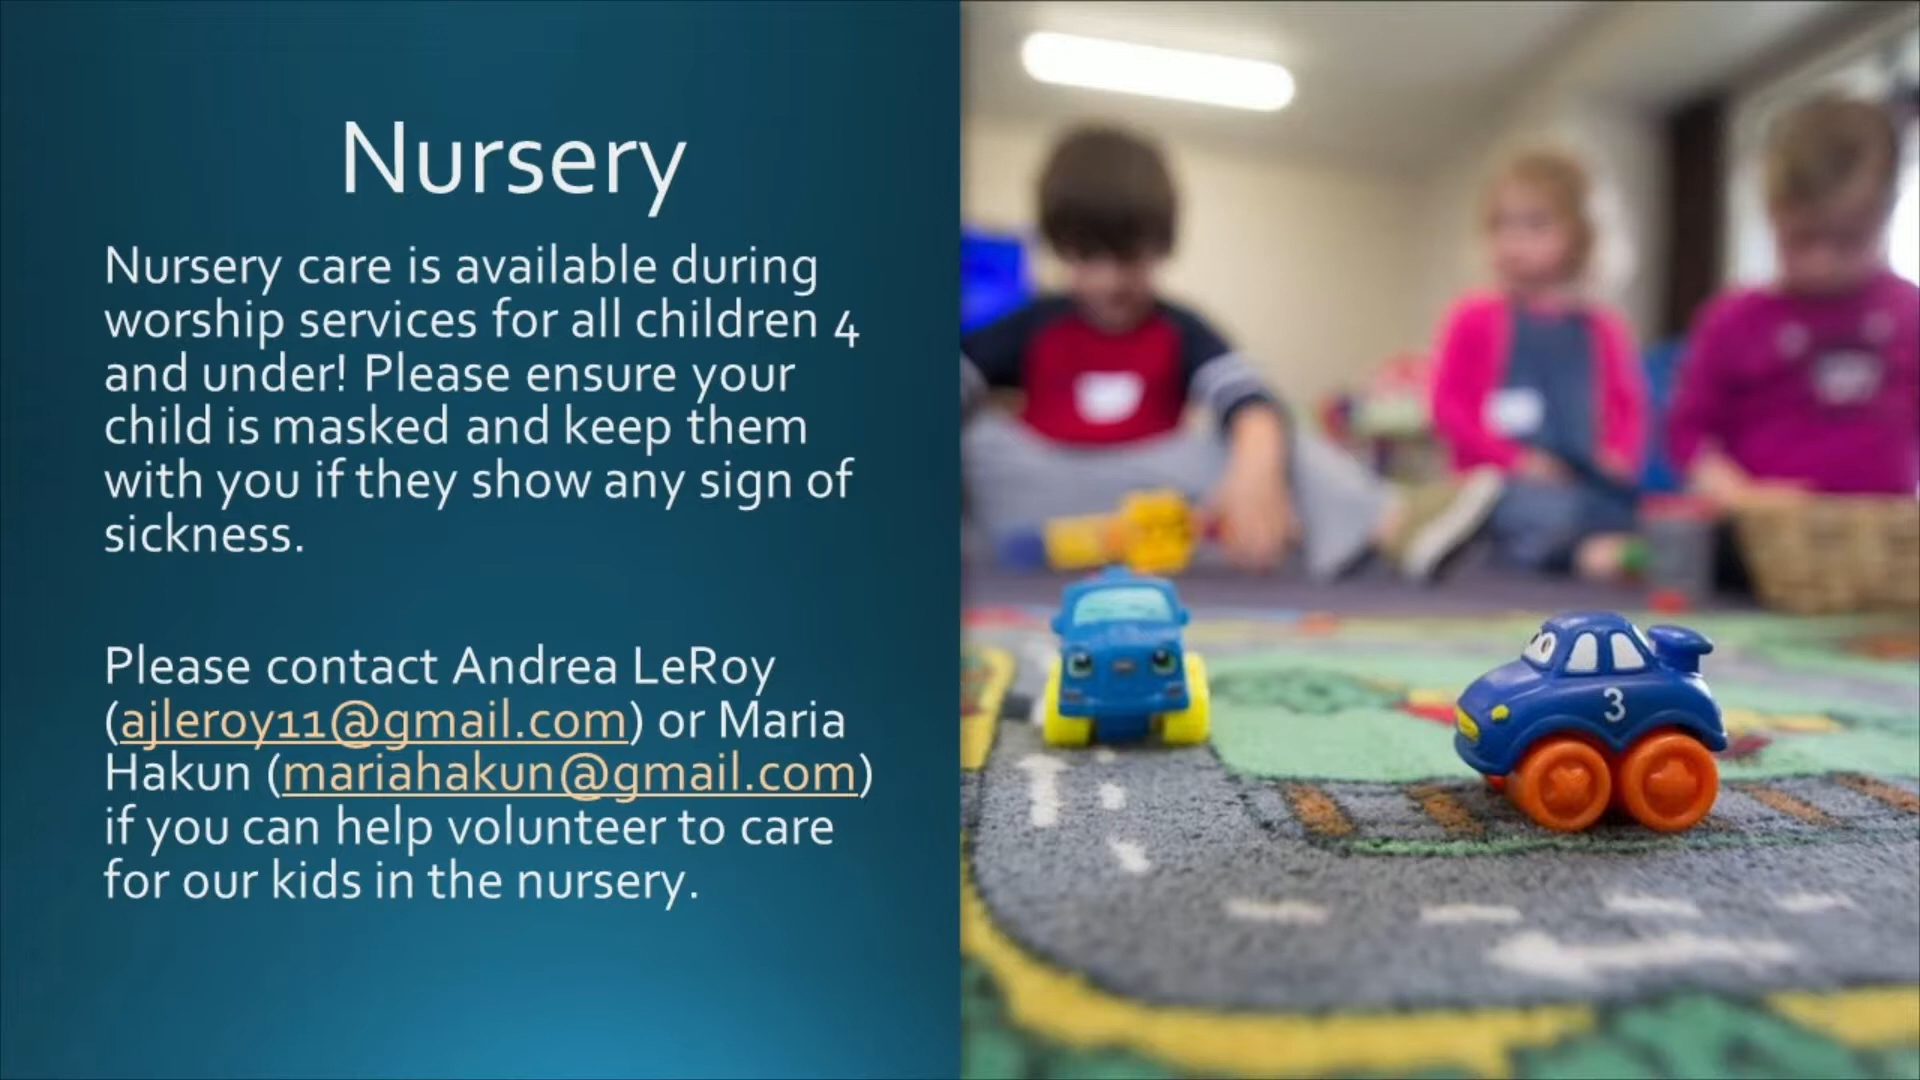 Nursery
Nursery care is available during
worship services for all children 4
and under! Please ensure your
child is masked and keep them
with you if they show any sign of
sickness.
Please contact Andrea LeRoy
(ajleroy11@gmail.com) or Maria
Hakun (mariahakun@gmail.com)
if you can help volunteer to care
for our kids in the nursery.
3